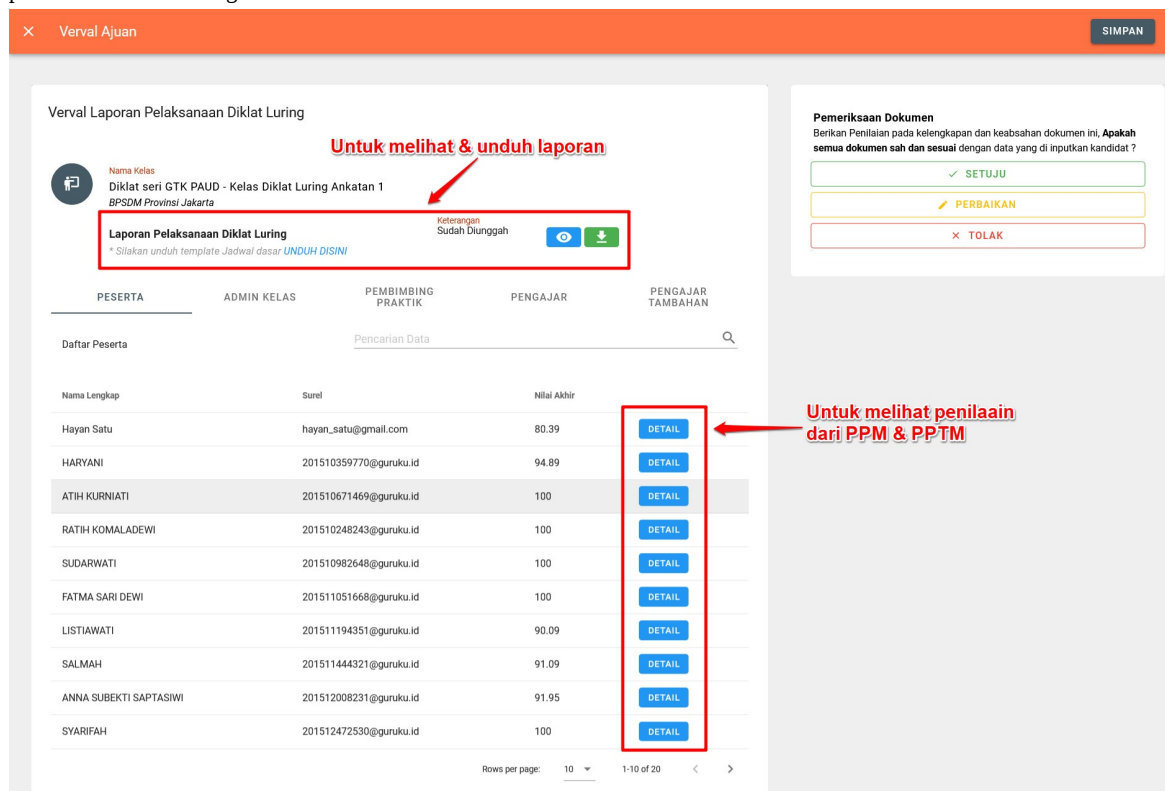 Verval Ajuan
SIMPAN
Verval Laporan Pelaksanaan Diklat Luring
Untuk melihat & unduh laporan
Nama Kelas
Diklat seri GTK PAUD - Kelas Diklat Luring Ankatan 1
BPSDM Provinsi Jakarta
Laporan Pelaksanaan Diklat Luring
* Silakan unduh template Jadwal dasar UNDUH DISINI
Keterangan
Sudah Diunggah
Pemeriksaan Dokumen
Berikan Penilaian pada kelengkapan dan keabsahan dokumen ini, Apakah
semua dokumen sah dan sesuai dengan data yang di inputkan kandidat ?
SETUJU
PERBAIKAN
TOLAK
PESERTA ADMIN KELAS PEMBIMBING PRAKTIK PENGAJAR PENGAJAR TAMBAHAN
Daftar Peserta Pencarian Data
Nama Lengkap Surel Nilai Akhir
Hayan Satu hayan_satu@gmail.com 80.39 DETAIL
HARYANI 201510359770@guruku.id 94.89 DETAIL
ATIH KURNIATI 201510671469@guruku.id 100 DETAIL
RATIH KOMALADEWI 201510248243@guruku.id 100 DETAIL
SUDARWATI 201510982648@guruku.id 100 DETAIL
FATMA SARI DEWI 201511051668@guruku.id 100 DETAIL
LISTIAWATI 201511194351@guruku.id 90.09 DETAIL
SALMAH 201511444321@guruku.id 91.09 DETAIL
ANNA SUBEKTI SAPTASIWI 201512008231@guruku.id 91.95 DETAIL
SYARIFAH 201512472530@guruku.id 100 DETAIL
Untuk melihat penilaain
dari PPM & PPTM
Rows per page: 10 1-10 of 20